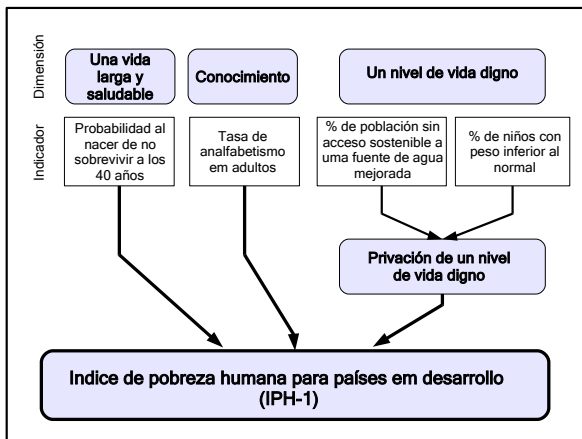 Dimensión
Una vida
larga y
saludable
Conocimiento
Un nivel de vida digno
Indicador
Probabilidad al
nacer de no
sobrevivir a los
40 años
Tasa de
analfabetismo
em adultos
% de población sin
acceso sostenible a
uma fuente de agua
mejorada
% de niños con
peso inferior al
normal
Privación de un nivel
de vida digno
Indice de pobreza humana para países em desarrollo
(IPH-1)